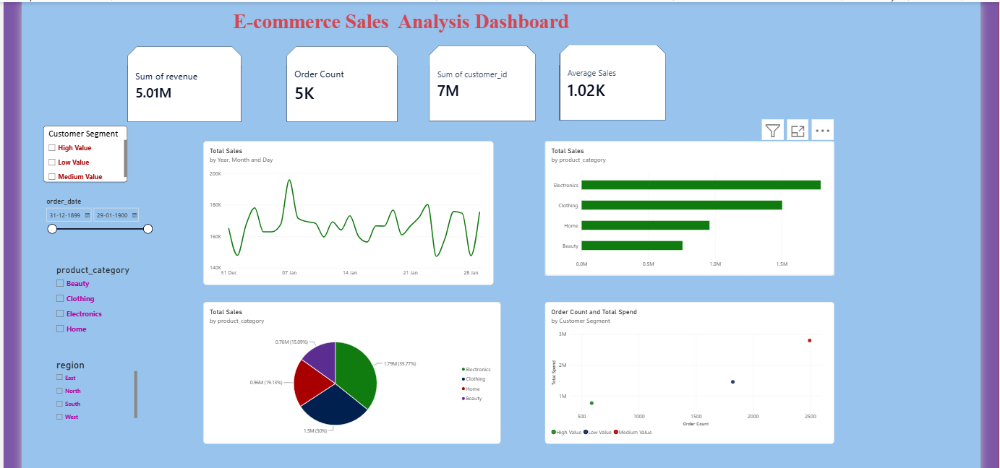 E-commerce Sales  Analysis Dashboard
Sum of revenue
5.01M
Order Count
5K
Sum of customer_id
7M
Average Sales
1.02K
Customer Segment
High Value
Low Value
Medium Value
order_date
31-12-1899
29-01-1900
product_category
Beauty
Clothing
Electronics
Home
region
East
North
South
West
Total Sales
by Year, Month and Day
200K
180K
160K
140K
31 Dec
07 Jan
14 Jan
21 Jan
28 Jan
Total Sales
by product_category
Electronics
Clothing
Home
Beauty
0.0M
0.5M
1.0M
1.5M
Total Sales
by product_category
0.76M (15.09%)
1.79M (35.77%)
0.96M (19.13%)
1.5M (30%)
Electronics
Clothing
Home
Beauty
Order Count and Total Spend
by Customer Segment
3M
2M
1M
Total Spend
500
1000
1500
2000
2500
Order Count
High Value
Low Value
Medium Value